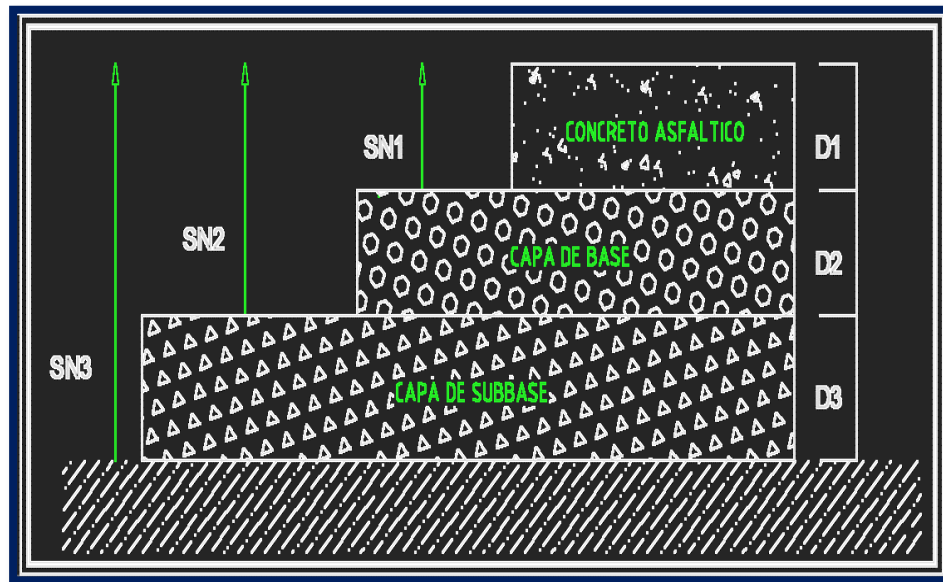 CONCRETO ASFALTICO
SN1
D1
SN2
CAPA DE BASE
D2
SN3
CAPA DE SUBBASE
D3